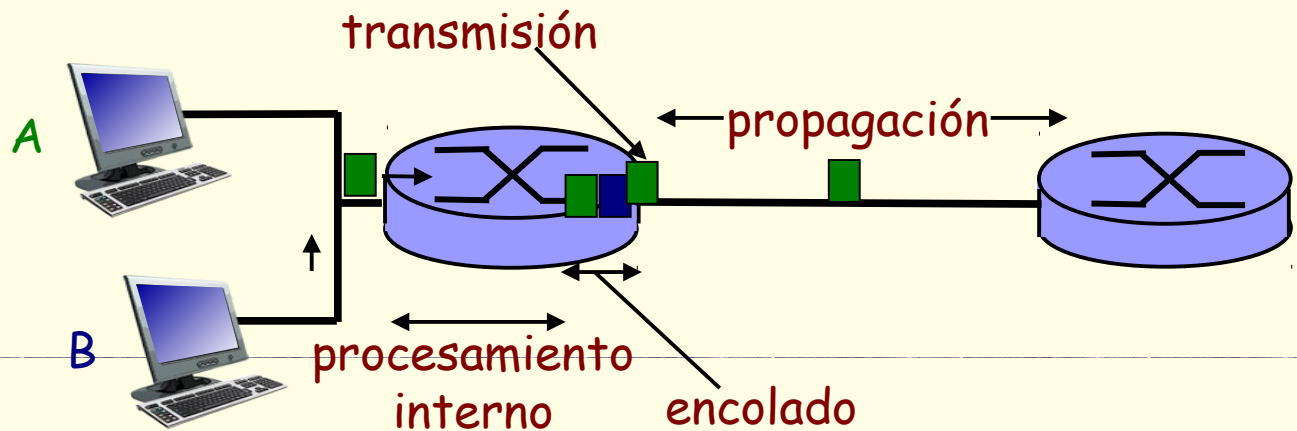 transmisión
A
propagación
B
procesamiento
interno
encolado